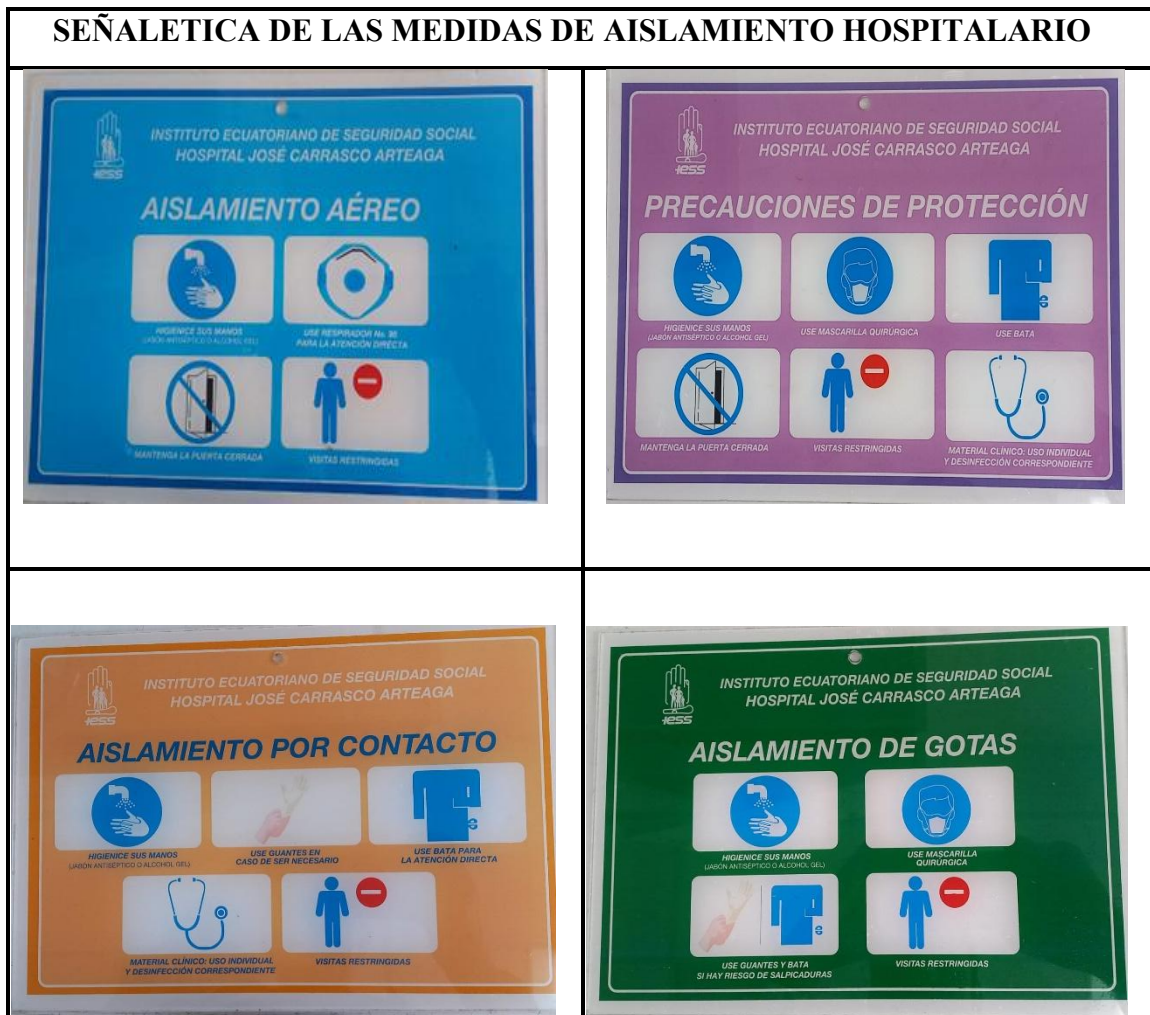 SEÑALETICA DE LAS MEDIDAS DE AISLAMIENTO HOSPITALARIO
INSTITUTO ECUATORIANO DE SEGURIDAD SOCIAL
HOSPITAL JOSÉ CARRASCO ARTEAGA
IESS
AISLAMIENTO AÉREO
HIGIENICE SUS MANOS
(JABÓN ANTISÉPTICO O ALCOHOL GEL)
USE RESPIRADOR No.
PARA LA ATENCIÓN DIRECTA
MANTENGA LA PUERTA CERRADA
VISITAS RESTRINGIDAS
INSTITUTO ECUATORIANO DE SEGURIDAD SOCIAL
HOSPITAL JOSÉ CARRASCO ARTEAGA
IESS
PRECAUCIONES DE PROTECCIÓN
HIGIENICE SUS MANOS
(JABÓN ANTISÉPTICO O ALCOHOL GEL)
USE MASCARILLA QUIRÚRGICA
USE BATA
MANTENGA LA PUERTA CERRADA
VISITAS RESTRINGIDAS
MATERIAL CLÍNICO: USO INDIVIDUAL
Y DESINFECCIÓN CORRESPONDIENTE
INSTITUTO ECUATORIANO DE SEGURIDAD SOCIAL
HOSPITAL JOSÉ CARRASCO ARTEAGA
IESS
AISLAMIENTO POR CONTACTO
HIGIENICE SUS MANOS
(JABÓN ANTISÉPTICO O ALCOHOL GEL)
USE GUANTES EN
CASO DE SER NECESARIO
USE BATA PARA
LA ATENCIÓN DIRECTA
MATERIAL CLÍNICO: USO INDIVIDUAL
Y DESINFECCIÓN CORRESPONDIENTE
VISITAS RESTRINGIDAS
INSTITUTO ECUATORIANO DE SEGURIDAD SOCIAL
HOSPITAL JOSÉ CARRASCO ARTEAGA
IESS
AISLAMIENTO DE GOTAS
HIGIENICE SUS MANOS
(JABÓN ANTISÉPTICO O ALCOHOL GEL)
USE MASCARILLA
QUIRÚRGICA
USE GUANTES Y BATA
SI HAY RIESGO DE SALPICADURAS
VISITAS RESTRINGIDAS